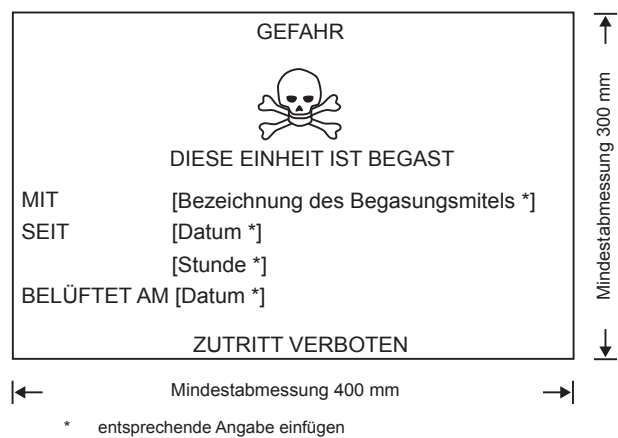 GEFAHR
DIESE EINHEIT IST BEGAST
MIT [Bezeichnung des Begasungsmitels *]
SEIT [Datum *]
[Stunde *]
BELÜFTET AM [Datum *]
ZUTRITT VERBOTEN
Mindestabmessung 300 mm
Mindestabmessung 400 mm
* entsprechende Angabe einfügen